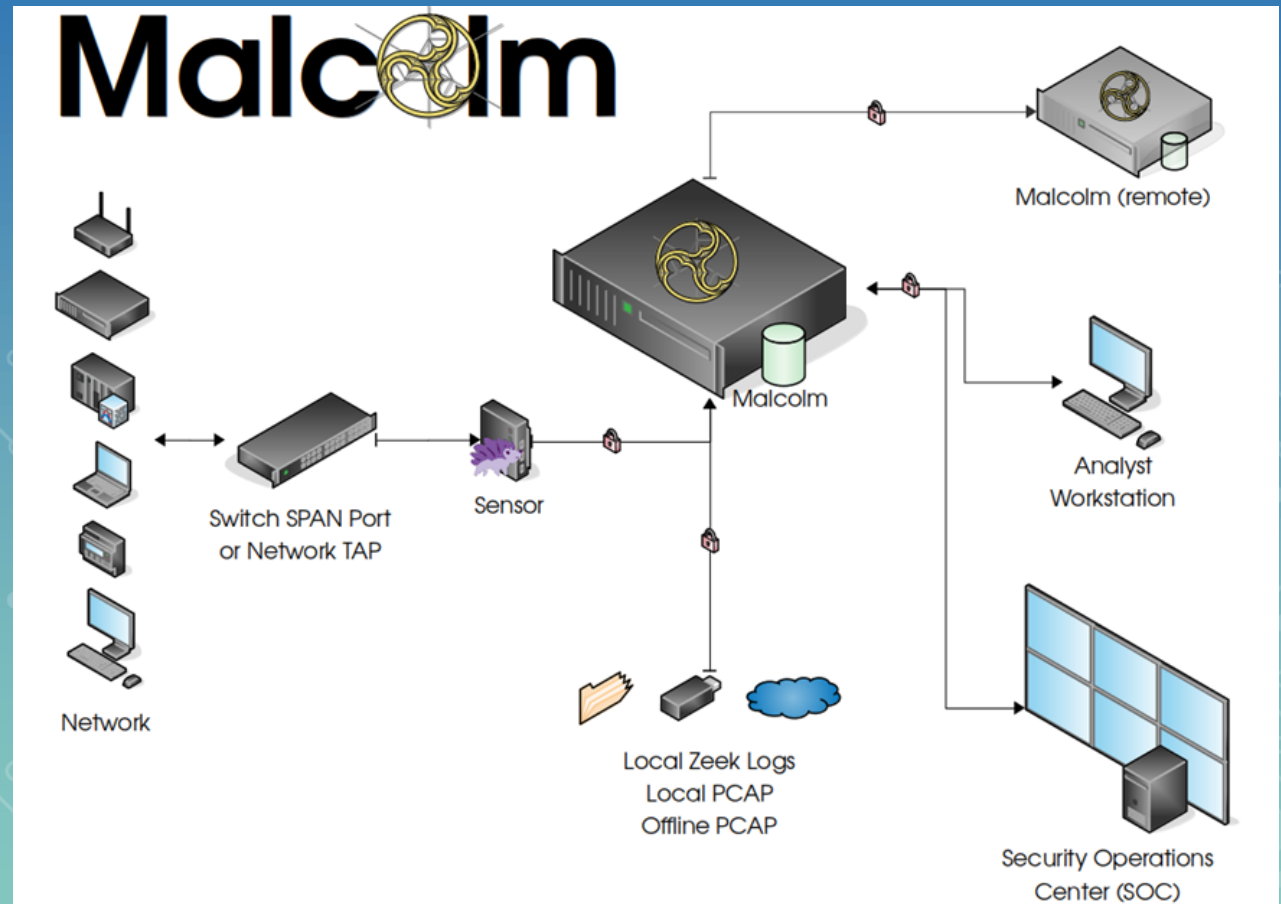 Malcolm
Malcolm (remote)
Malcolm
Analyst
Workstation
Sensor
Switch SPAN Port
or Network TAP
Network
Local Zeek Logs
Local PCAP
Offline PCAP
Security Operations
Center (SOC)